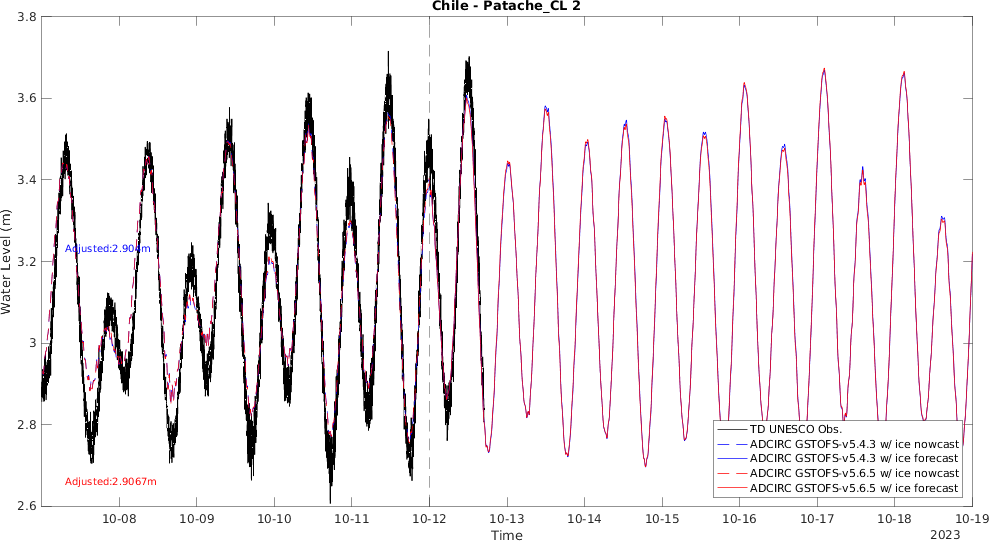 Chile - Patache_CL 2
3.8
3.6
3.4
3.2
3
2.8
2.6
Water Level (m)
Adjusted:2.904m
Adjusted:2.9067m
TD UNESCO Obs.
ADCIRC GSTOFS-v5.4.3 w/ ice nowcast
ADCIRC GSTOFS-v5.4.3 w/ ice forecast
ADCIRC GSTOFS-v5.6.5 w/ ice nowcast
ADCIRC GSTOFS-v5.6.5 w/ ice forecast
10-08 10-09 10-10 10-11 10-12 10-13 10-14 10-15 10-16 10-17 10-18 10-19
Time
2023